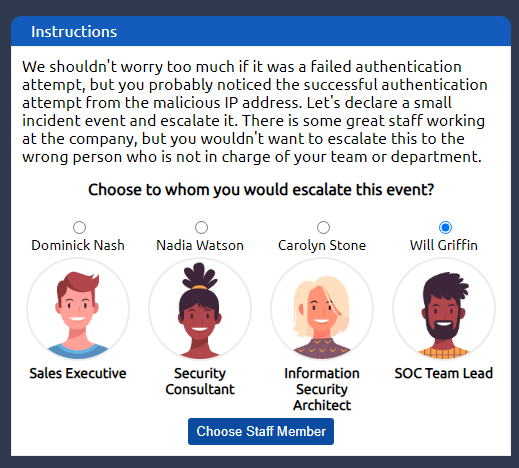 Instructions
We shouldn't worry too much if it was a failed authentication
attempt, but you probably noticed the successful authentication
attempt from the malicious IP address. Let's declare a small
incident event and escalate it. There is some great staff working
at the company, but you wouldn't want to escalate this to the
wrong person who is not in charge of your team or department.
Choose to whom you would escalate this event?
Dominick Nash
Nadia Watson
Carolyn Stone
Will Griffin
Sales Executive
Security
Consultant
Information
Security
Architect
SOC Team Lead
Choose Staff Member